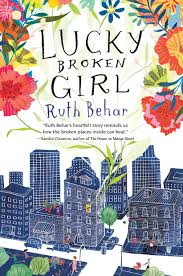 LUCKY
BROKEN
GIRL
Ruth Behar
"Ruth Behar's heartfelt story reminds us
how the broken places inside can heal."
—Sandra Cisneros, author of The House on Mango Street